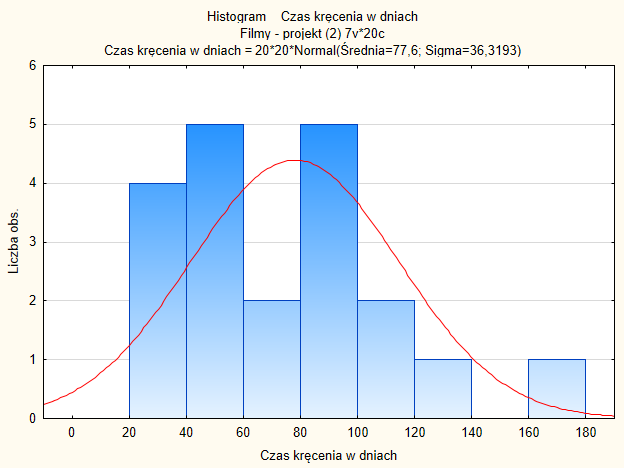 Histogram Czas kręcenia w dniach
Filmy - projekt (2) 7v*20c
Czas kręcenia w dniach = 20*20*Normal(Średnia=77,6; Sigma=36,3193)
6
5
4
3
2
1
0
Liczba obs.
0 20 40 60 80 100 120 140 160 180
Czas kręcenia w dniach